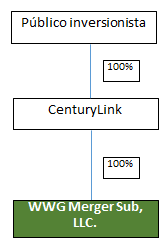 Público inversionista
100%
CenturyLink
100%
WWG Merger Sub,
LLC.